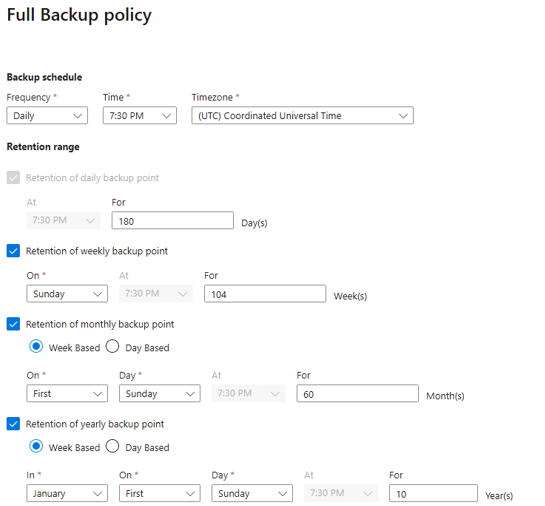 Full Backup policy
Backup schedule
Frequency * Time * Timezone *
Daily 7:30 PM (UTC) Coordinated Universal Time
Retention range
Retention of daily backup point
At For
7:30 PM 180 Day(s)
Retention of weekly backup point
On * At For
Sunday 7:30 PM 104 Week(s)
Retention of monthly backup point
Week Based Day Based
On * Day * At For
First Sunday 7:30 PM 60 Month(s)
Retention of yearly backup point
Week Based Day Based
In * On * Day * At For
January First Sunday 7:30 PM 10 Year(s)